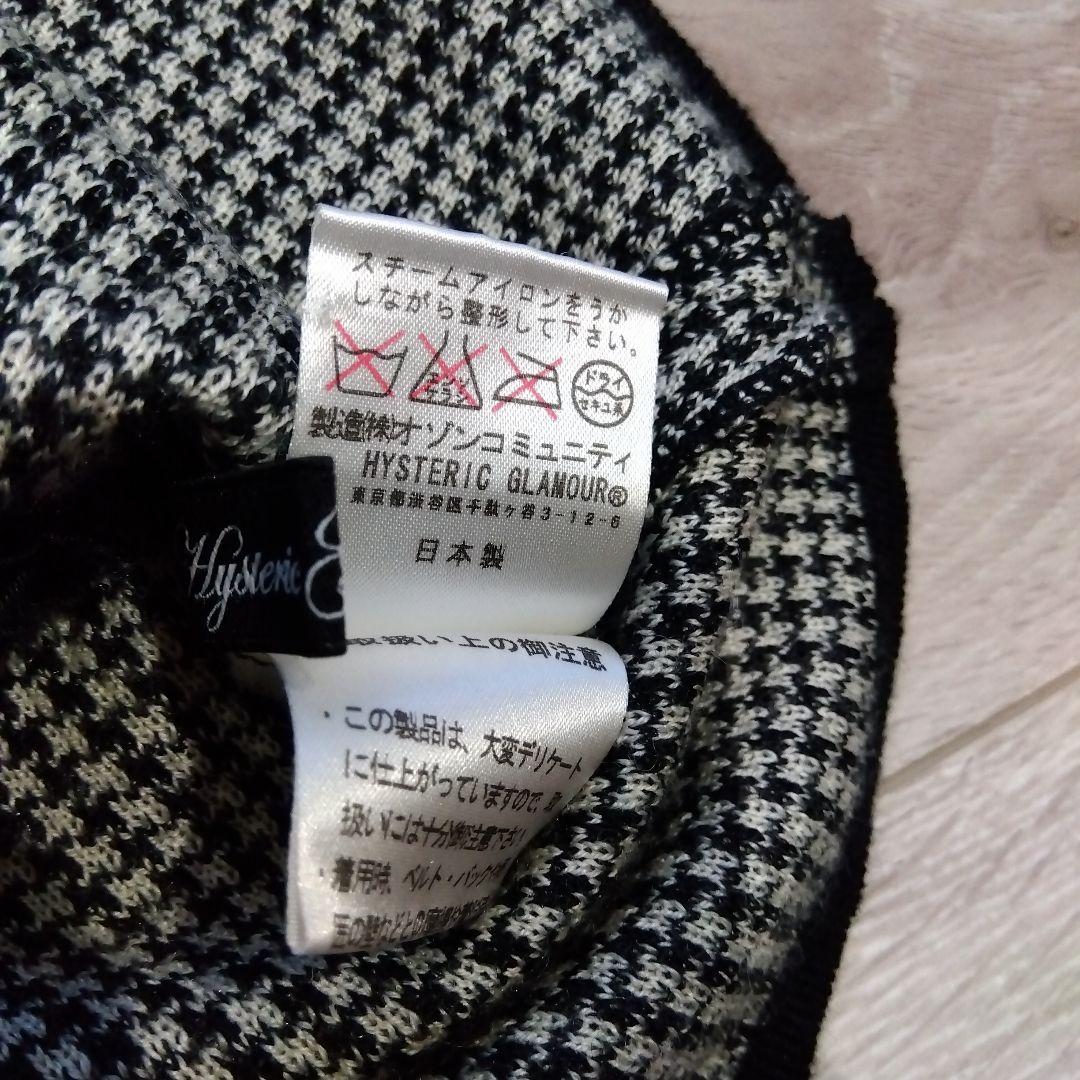 スチームアイロンをうか
しながら整形して下さい。
ドライ
セキユ系
製造㈱オゾンコミュニティ
HYSTERIC GLAMOUR®
東京都渋谷区千駄ヶ谷3-12-6
日本製
Hysteric
取扱い上の御注意
・この製品は、大変デリケート
に仕上がっていますので、取
扱いには十分御注意下さい
・着用時 ベルト・バック